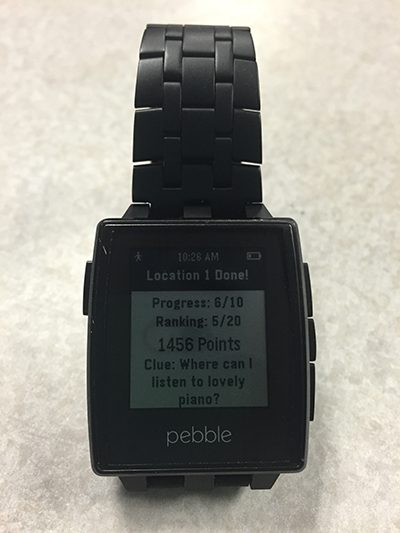 10:26 AM
Location 1 Done!
Progress: 6/10
Ranking: 5/20
1456 Points
Clue: Where can I
listen to lovely
piano?
pebble